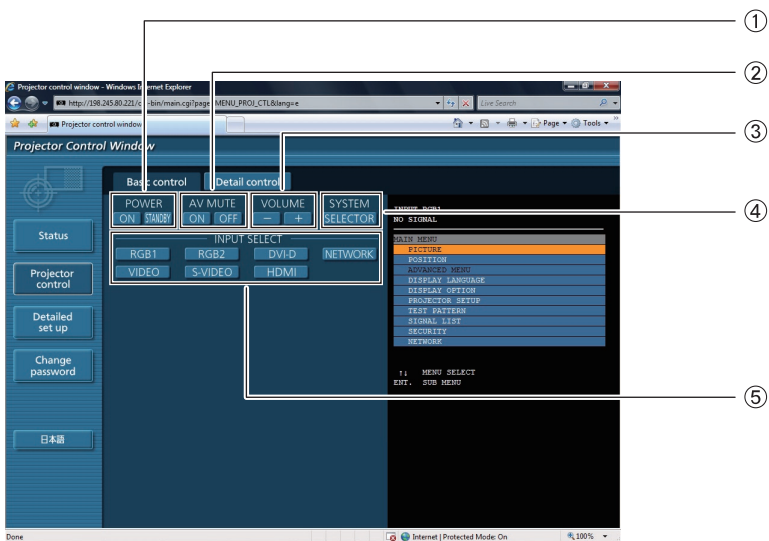 ①
②
③
④
⑤
Projector control window - Windows Internet Explorer
http://198.245.80.221/c -bin/main.cgi?page MENU_PROJ_CTL&lang=e
Live Search
Projector control window
Page
Tools
Projector Control Window
Basic control
Detail control
POWER
ON STANDBY
AV MUTE
ON OFF
VOLUME
− +
SYSTEM
SELECTOR
INPUT SELECT
RGB1 RGB2 DVI-D NETWORK
VIDEO S-VIDEO HDMI
Status
Projector
control
Detailed
set up
Change
password
日本語
INPUT RGB1
NO SIGNAL
MAIN MENU
PICTURE
POSITION
ADVANCED MENU
DISPLAY LANGUAGE
DISPLAY OPTION
PROJECTOR SETUP
TEST PATTERN
SIGNAL LIST
SECURITY
NETWORK
↑↓ MENU SELECT
ENT. SUB MENU
Done
Internet | Protected Mode: On
100%